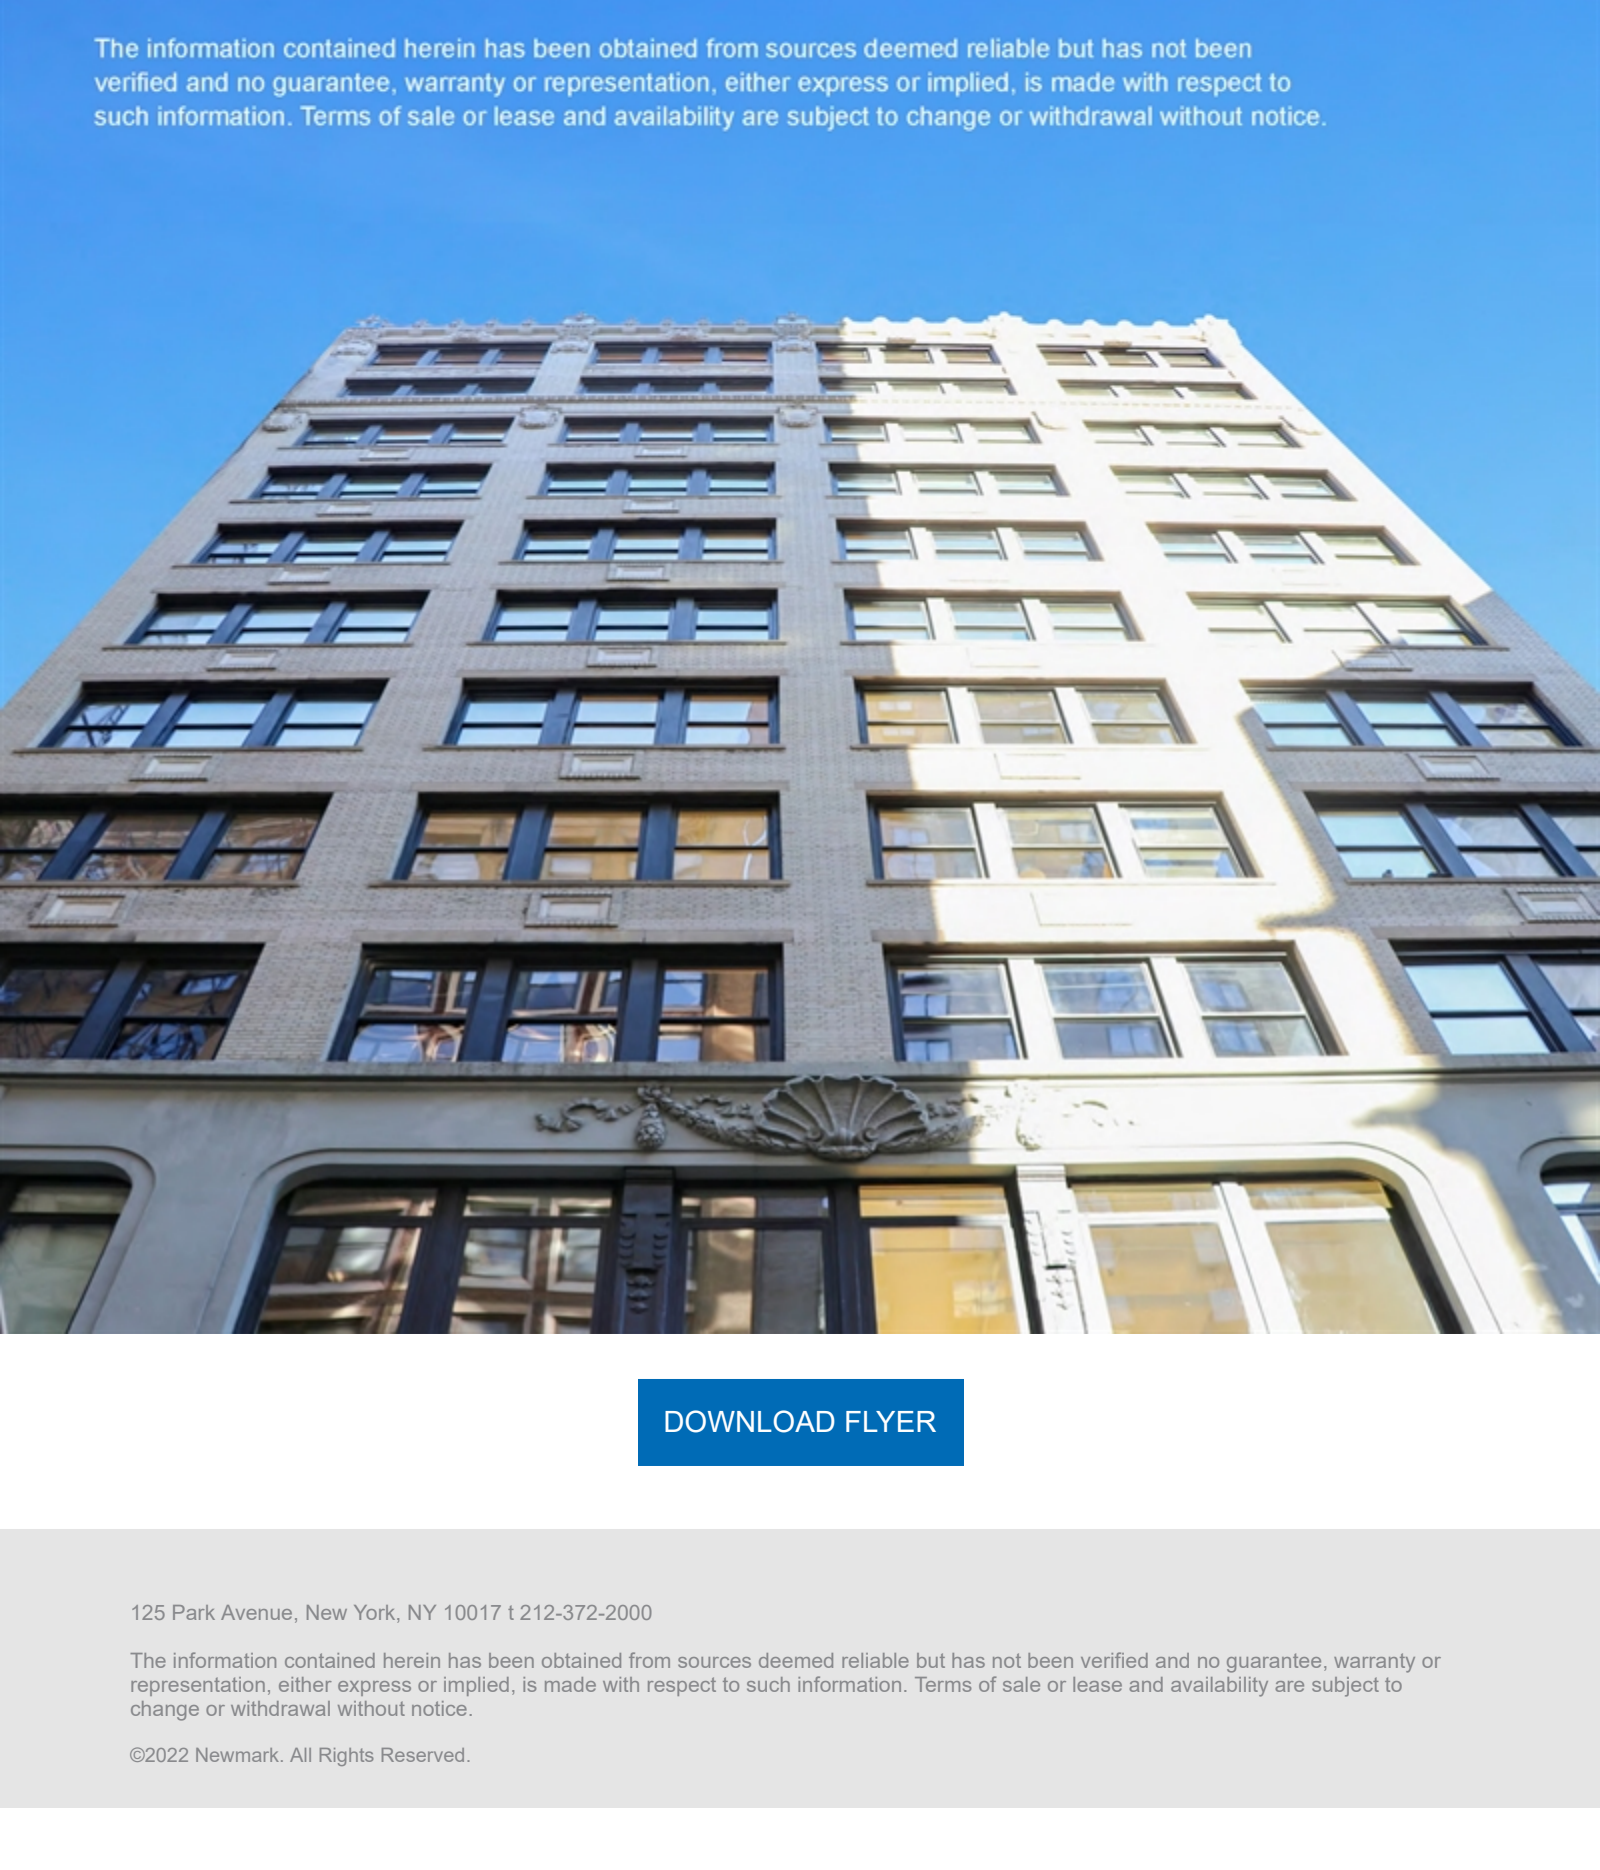 The information contained herein has been obtained from sources deemed reliable but has not been
verified and no guarantee, warranty or representation, either express or implied, is made with respect to
such information. Terms of sale or lease and availability are subject to change or withdrawal without notice.
DOWNLOAD FLYER
125 Park Avenue, New York, NY 10017 t 212-372-2000
The information contained herein has been obtained from sources deemed reliable but has not been verified and no guarantee, warranty or
representation, either express or implied, is made with respect to such information. Terms of sale or lease and availability are subject to
change or withdrawal without notice.
©2022 Newmark. All Rights Reserved.